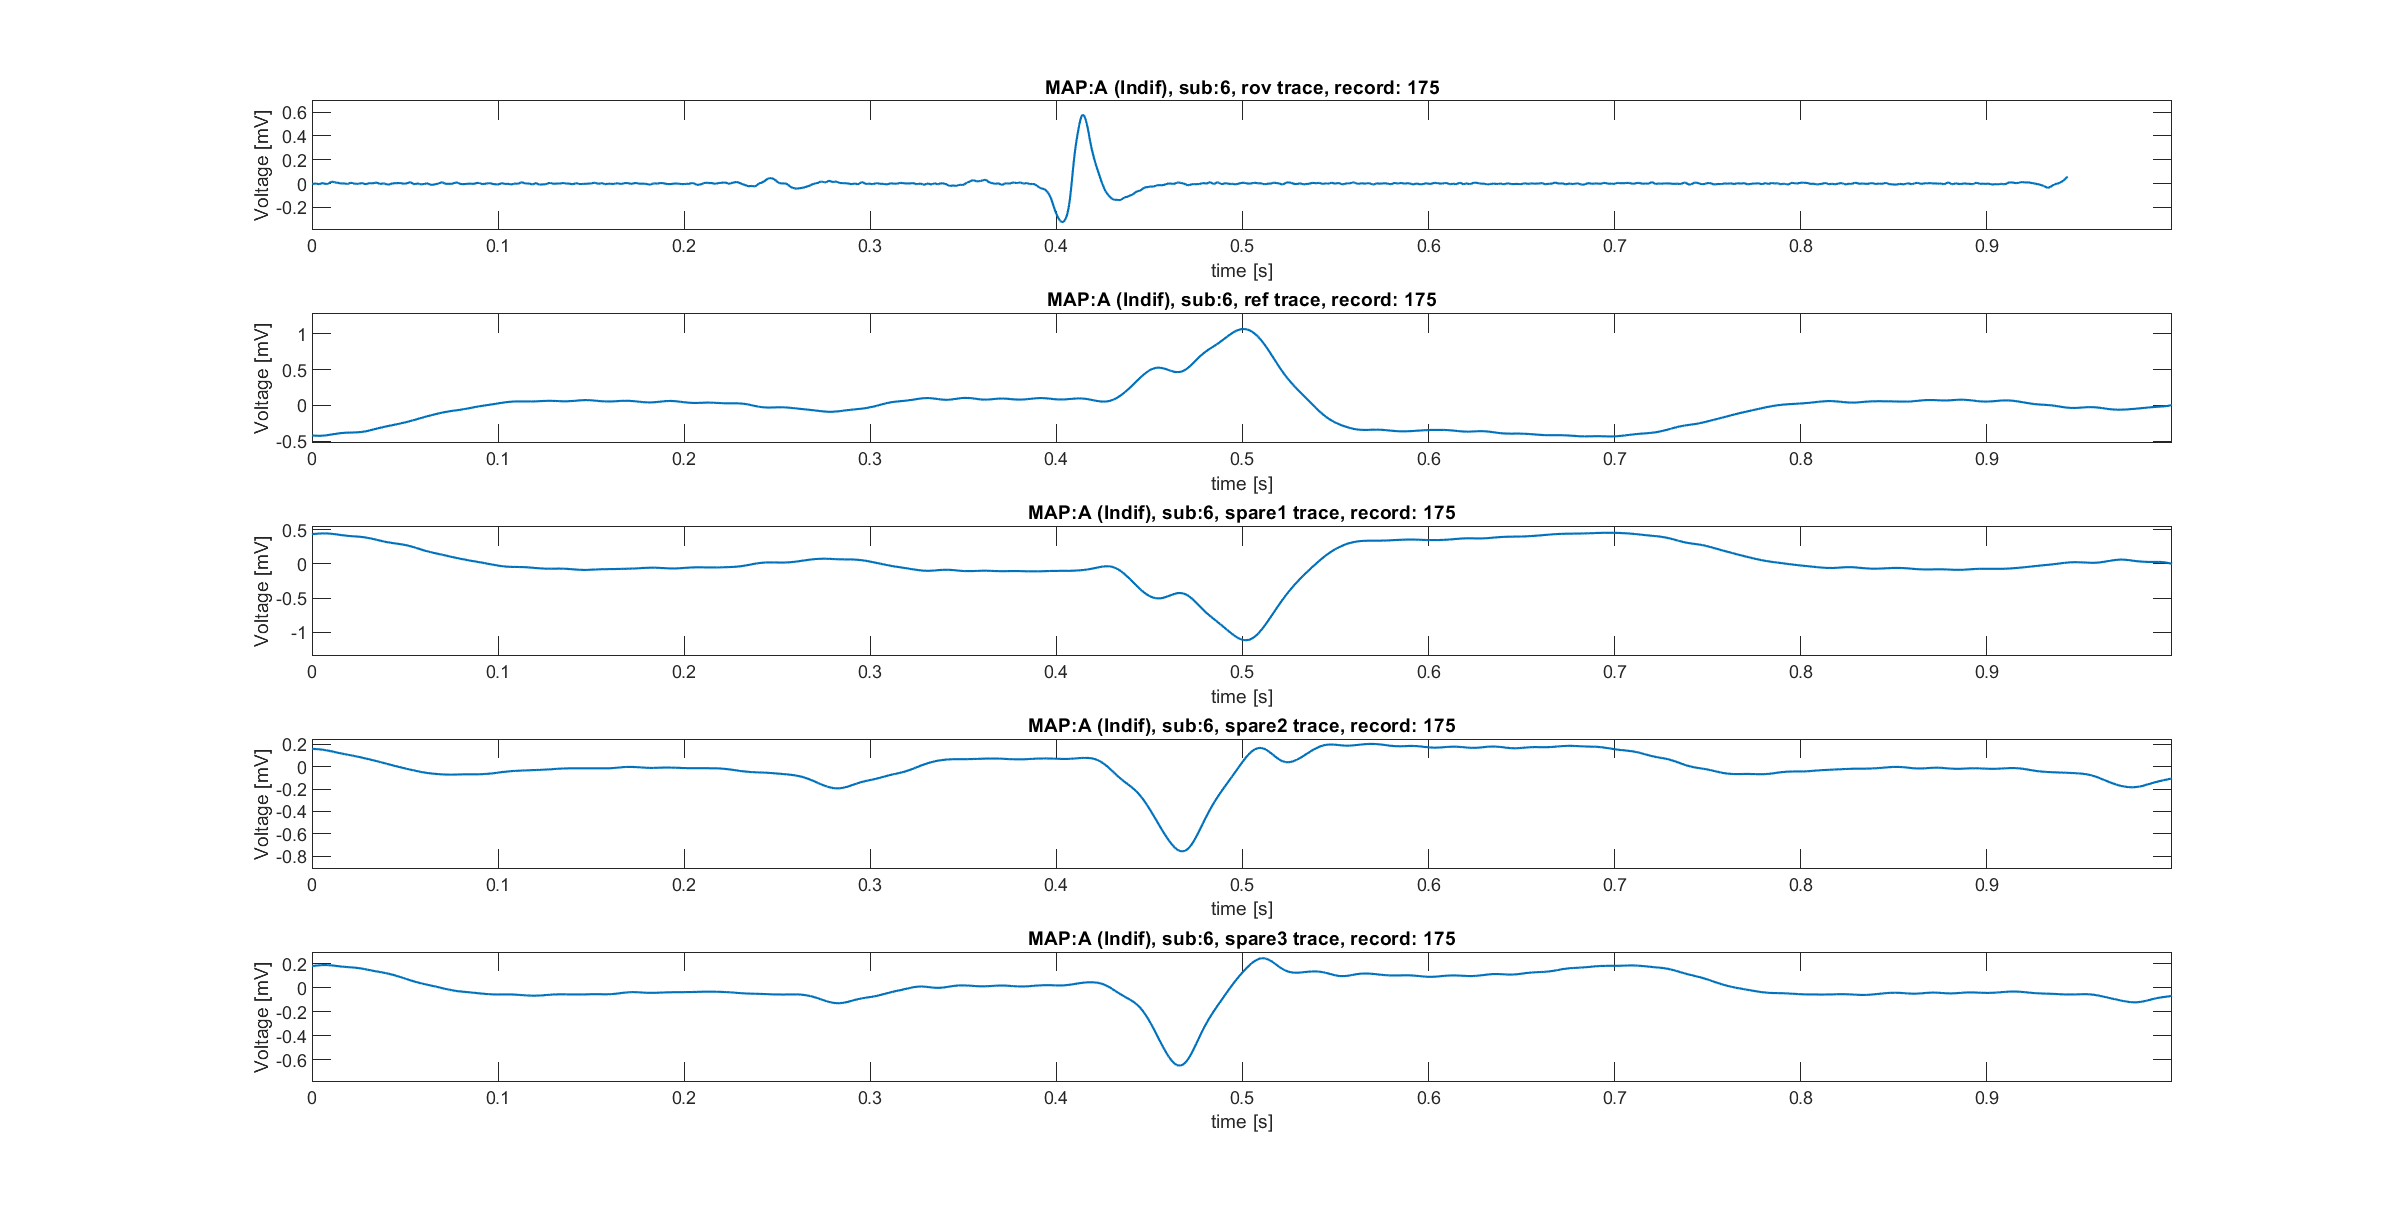 MAP:A (Indif), sub:6, rov trace, record: 175
Voltage [mV]
0.6
0.4
0.2
0
-0.2
0 0.1 0.2 0.3 0.4 0.5 0.6 0.7 0.8 0.9
time [s]
MAP:A (Indif), sub:6, ref trace, record: 175
Voltage [mV]
1
0.5
0
-0.5
0 0.1 0.2 0.3 0.4 0.5 0.6 0.7 0.8 0.9
time [s]
MAP:A (Indif), sub:6, spare1 trace, record: 175
Voltage [mV]
0.5
0
-0.5
-1
0 0.1 0.2 0.3 0.4 0.5 0.6 0.7 0.8 0.9
time [s]
MAP:A (Indif), sub:6, spare2 trace, record: 175
Voltage [mV]
0.2
0
-0.2
-0.4
-0.6
-0.8
0 0.1 0.2 0.3 0.4 0.5 0.6 0.7 0.8 0.9
time [s]
MAP:A (Indif), sub:6, spare3 trace, record: 175
Voltage [mV]
0.2
0
-0.2
-0.4
-0.6
0 0.1 0.2 0.3 0.4 0.5 0.6 0.7 0.8 0.9
time [s]